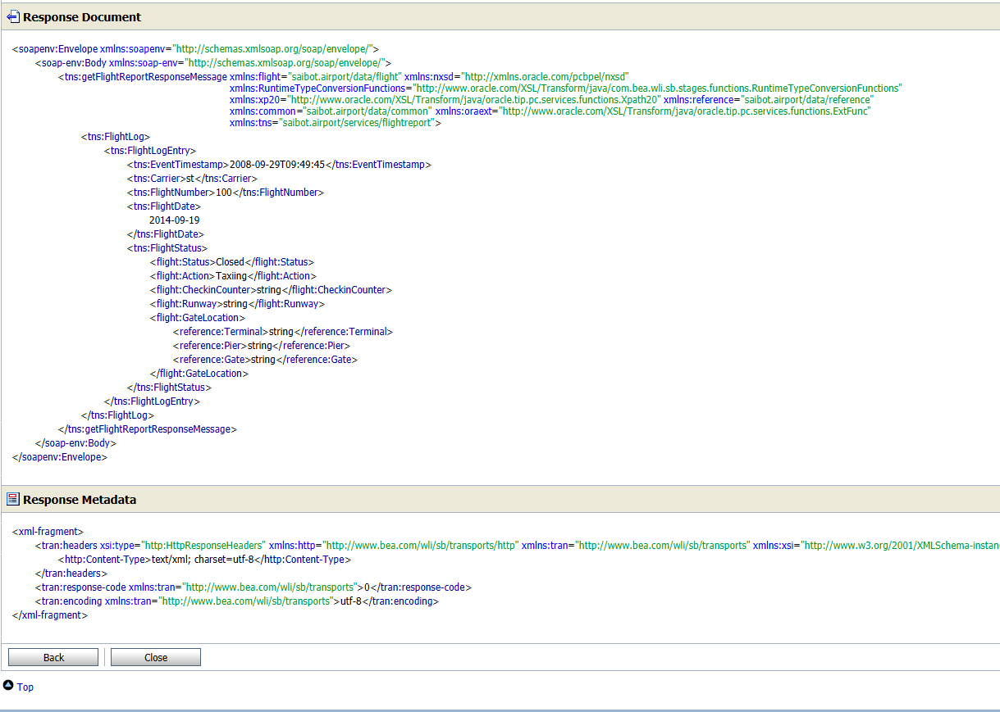 Response Document
<soapenv:Envelope xmlns:soapenv="http://schemas.xmlsoap.org/soap/envelope/">
<soap-env:Body xmlns:soap-env="http://schemas.xmlsoap.org/soap/envelope/">
<tns:getFlightReportResponseMessage xmlns:flight="saibot.airport/data/flight" xmlns:nxsd="http://xmlns.oracle.com/pcbpel/nxsd"
xmlns:RuntimeTypeConversionFunctions="http://www.oracle.com/XSL/Transform/java/com.bea.wli.sb.stages.functions.RuntimeTypeConversionFunctions"
xmlns:xp20="http://www.oracle.com/XSL/Transform/java/oracle.tip.pc.services.functions.Xpath20" xmlns:reference="saibot.airport/data/reference"
xmlns:common="saibot.airport/data/common" xmlns:oraext="http://www.oracle.com/XSL/Transform/java/oracle.tip.pc.services.functions.ExtFunc"
xmlns:tns="saibot.airport/services/flightreport">
<tns:FlightLog>
<tns:FlightLogEntry>
<tns:EventTimestamp>2008-09-29T09:49:45</tns:EventTimestamp>
<tns:Carrier>st</tns:Carrier>
<tns:FlightNumber>100</tns:FlightNumber>
<tns:FlightDate>
2014-09-19
</tns:FlightDate>
<tns:FlightStatus>
<flight:Status>Closed</flight:Status>
<flight:Action>Taxiing</flight:Action>
<flight:CheckinCounter>string</flight:CheckinCounter>
<flight:Runway>string</flight:Runway>
<flight:GateLocation>
<reference:Terminal>string</reference:Terminal>
<reference:Pier>string</reference:Pier>
<reference:Gate>string</reference:Gate>
</flight:GateLocation>
</tns:FlightStatus>
</tns:FlightLogEntry>
</tns:FlightLog>
</tns:getFlightReportResponseMessage>
</soap-env:Body>
</soapenv:Envelope>
Response Metadata
<xml-fragment>
<tran:headers xsi:type="http:HttpResponseHeaders" xmlns:http="http://www.bea.com/wli/sb/transports/http" xmlns:tran="http://www.bea.com/wli/sb/transports" xmlns:xsi="http://www.w3.org/2001/XMLSchema-instan
<http:Content-Type>text/xml; charset=utf-8</http:Content-Type>
</tran:headers>
<tran:response-code xmlns:tran="http://www.bea.com/wli/sb/transports">0</tran:response-code>
<tran:encoding xmlns:tran="http://www.bea.com/wli/sb/transports">utf-8</tran:encoding>
</xml-fragment>
Back Close
Top